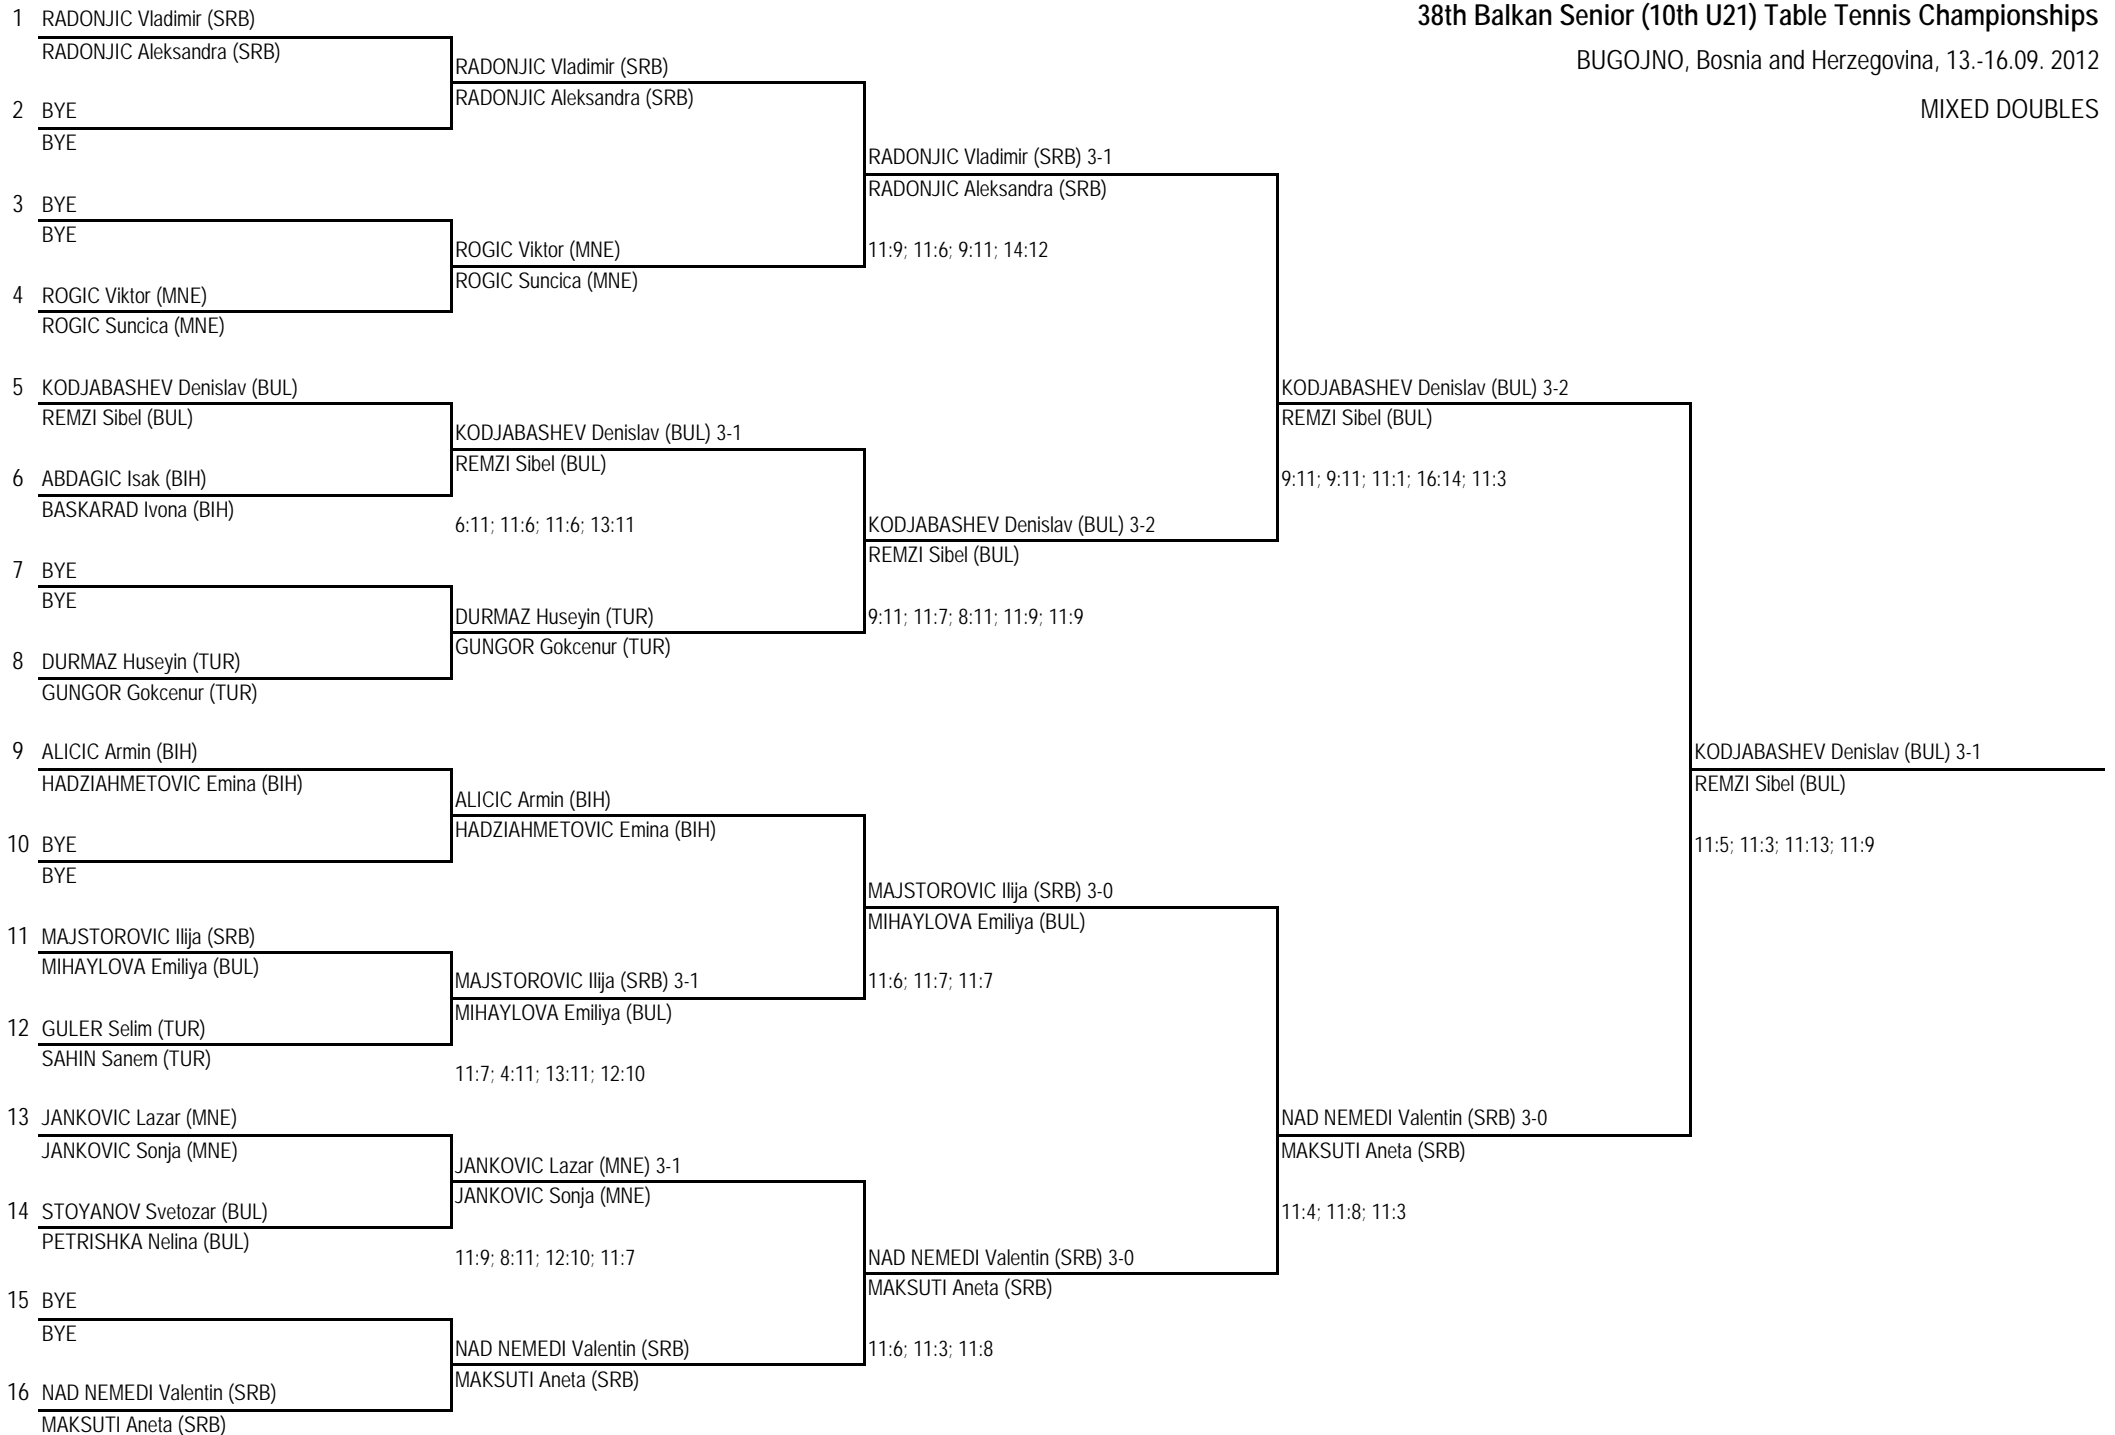 38th Balkan Senior (10th U21) Table Tennis Championships
BUGOJNO, Bosnia and Herzegovina, 13.-16.09. 2012
MIXED DOUBLES
1 RADONJIC Vladimir (SRB)
RADONJIC Aleksandra (SRB)
2 BYE
BYE
3 BYE
BYE
4 ROGIC Viktor (MNE)
ROGIC Suncica (MNE)
5 KODJABASHEV Denislav (BUL)
REMZI Sibel (BUL)
6 ABDAGIC Isak (BIH)
BASKARAD Ivona (BIH)
7 BYE
BYE
8 DURMAZ Huseyin (TUR)
GUNGOR Gokcenur (TUR)
9 ALICIC Armin (BIH)
HADZIAHMETOVIC Emina (BIH)
10 BYE
BYE
11 MAJSTOROVIC Ilija (SRB)
MIHAYLOVA Emiliya (BUL)
12 GULER Selim (TUR)
SAHIN Sanem (TUR)
13 JANKOVIC Lazar (MNE)
JANKOVIC Sonja (MNE)
14 STOYANOV Svetozar (BUL)
PETRISHKA Nelina (BUL)
15 BYE
BYE
16 NAD NEMEDI Valentin (SRB)
MAKSUTI Aneta (SRB)
RADONJIC Vladimir (SRB)
RADONJIC Aleksandra (SRB)
ROGIC Viktor (MNE)
ROGIC Suncica (MNE)
KODJABASHEV Denislav (BUL) 3-1
REMZI Sibel (BUL)
6:11; 11:6; 11:6; 13:11
DURMAZ Huseyin (TUR)
GUNGOR Gokcenur (TUR)
ALICIC Armin (BIH)
HADZIAHMETOVIC Emina (BIH)
MAJSTOROVIC Ilija (SRB) 3-1
MIHAYLOVA Emiliya (BUL)
11:7; 4:11; 13:11; 12:10
JANKOVIC Lazar (MNE) 3-1
JANKOVIC Sonja (MNE)
11:9; 8:11; 12:10; 11:7
NAD NEMEDI Valentin (SRB)
MAKSUTI Aneta (SRB)
RADONJIC Vladimir (SRB) 3-1
RADONJIC Aleksandra (SRB)
11:9; 11:6; 9:11; 14:12
KODJABASHEV Denislav (BUL) 3-2
REMZI Sibel (BUL)
9:11; 11:7; 8:11; 11:9; 11:9
MAJSTOROVIC Ilija (SRB) 3-0
MIHAYLOVA Emiliya (BUL)
11:6; 11:7; 11:7
NAD NEMEDI Valentin (SRB) 3-0
MAKSUTI Aneta (SRB)
11:6; 11:3; 11:8
KODJABASHEV Denislav (BUL) 3-2
REMZI Sibel (BUL)
9:11; 9:11; 11:1; 16:14; 11:3
NAD NEMEDI Valentin (SRB) 3-0
MAKSUTI Aneta (SRB)
11:4; 11:8; 11:3
KODJABASHEV Denislav (BUL) 3-1
REMZI Sibel (BUL)
11:5; 11:3; 11:13; 11:9